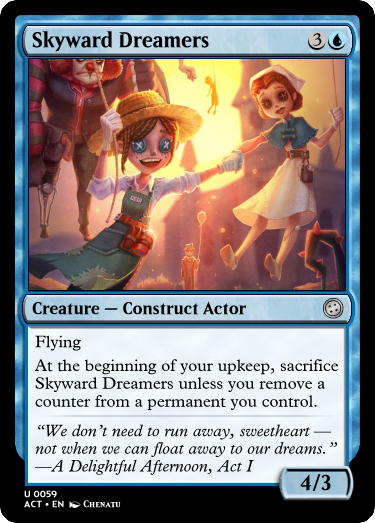 Skyward Dreamers 3
Creature — Construct Actor
Flying
At the beginning of your upkeep, sacrifice
Skyward Dreamers unless you remove a
counter from a permanent you control.
“We don’t need to run away, sweetheart —
not when we can float away to our dreams.”
—A Delightful Afternoon, Act I
4/3
U 0059
ACT • EN Chenatu